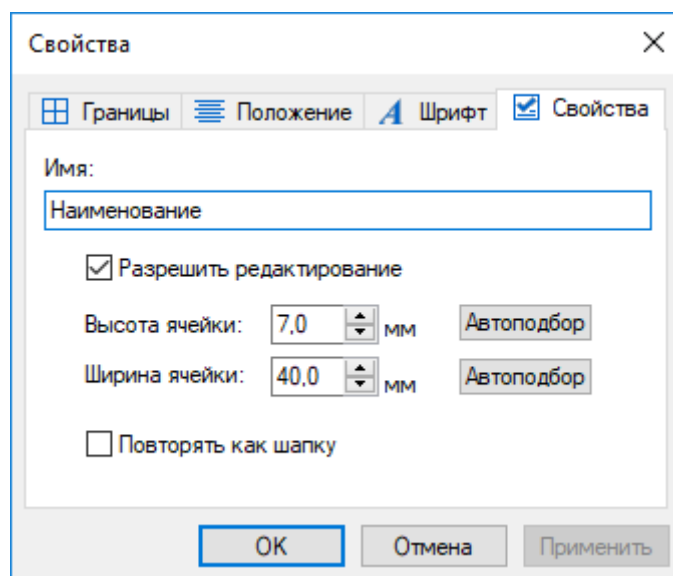 Свойства
Границы Положение Шрифт Свойства
Имя:
Наименование
Разрешить редактирование
Высота ячейки: 7,0 мм Автоподбор
Ширина ячейки: 40,0 мм Автоподбор
Повторять как шапку
OK Отмена Применить